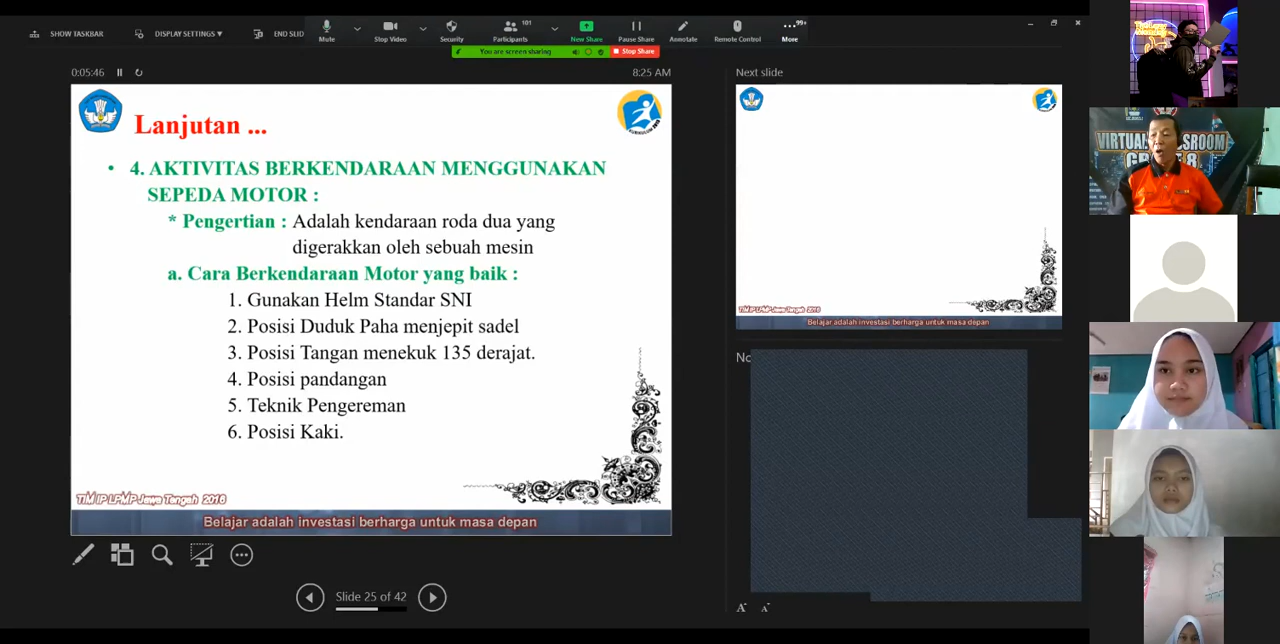 SHOW TASKBAR
DISPLAY SETTINGS ▼
END SLID
Mute
Stop Video
Security
101
Participants
New Share
Pause Share
Annotate
Remote Control
99+
More
You are screen sharing
Stop Share
0:05:46
8:25 AM
Lanjutan ...
• 4. AKTIVITAS BERKENDARAAN MENGGUNAKAN
SEPEDA MOTOR :
* Pengertian : Adalah kendaraan roda dua yang
digerakkan oleh sebuah mesin
a. Cara Berkendaraan Motor yang baik :
1. Gunakan Helm Standar SNI
2. Posisi Duduk Paha menjepit sadel
3. Posisi Tangan menekuk 135 derajat.
4. Posisi pandangan
5. Teknik Pengereman
6. Posisi Kaki.
TIM IP LPMP Jawa Tengah 2016
Belajar adalah investasi berharga untuk masa depan
Slide 25 of 42
Next slide
TIM IP LPMP Jawa Tengah 2016
Belajar adalah investasi berharga untuk masa depan
No
A A
VIRTUAL